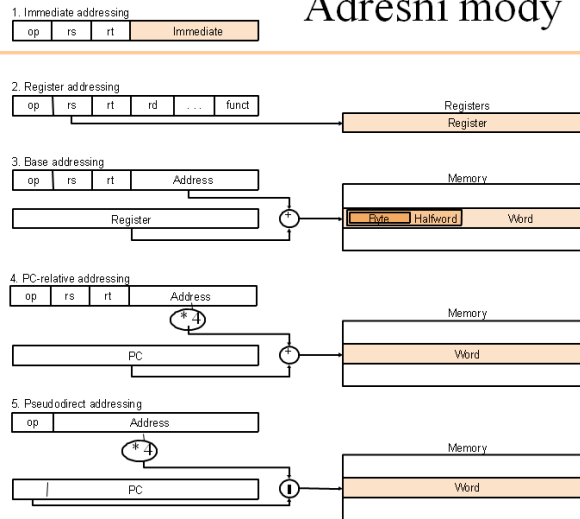 Adresní mody
1. Immediate addressing
op rs rt Immediate
2. Register addressing
op rs rt rd . . . funct
Registers
Register
3. Base addressing
op rs rt Address
Memory
Register
+
Byte Halfword Word
4. PC-relative addressing
op rs rt Address
* 4
Memory
PC
+
Word
5. Pseudodirect addressing
op Address
* 4
Memory
PC
Word